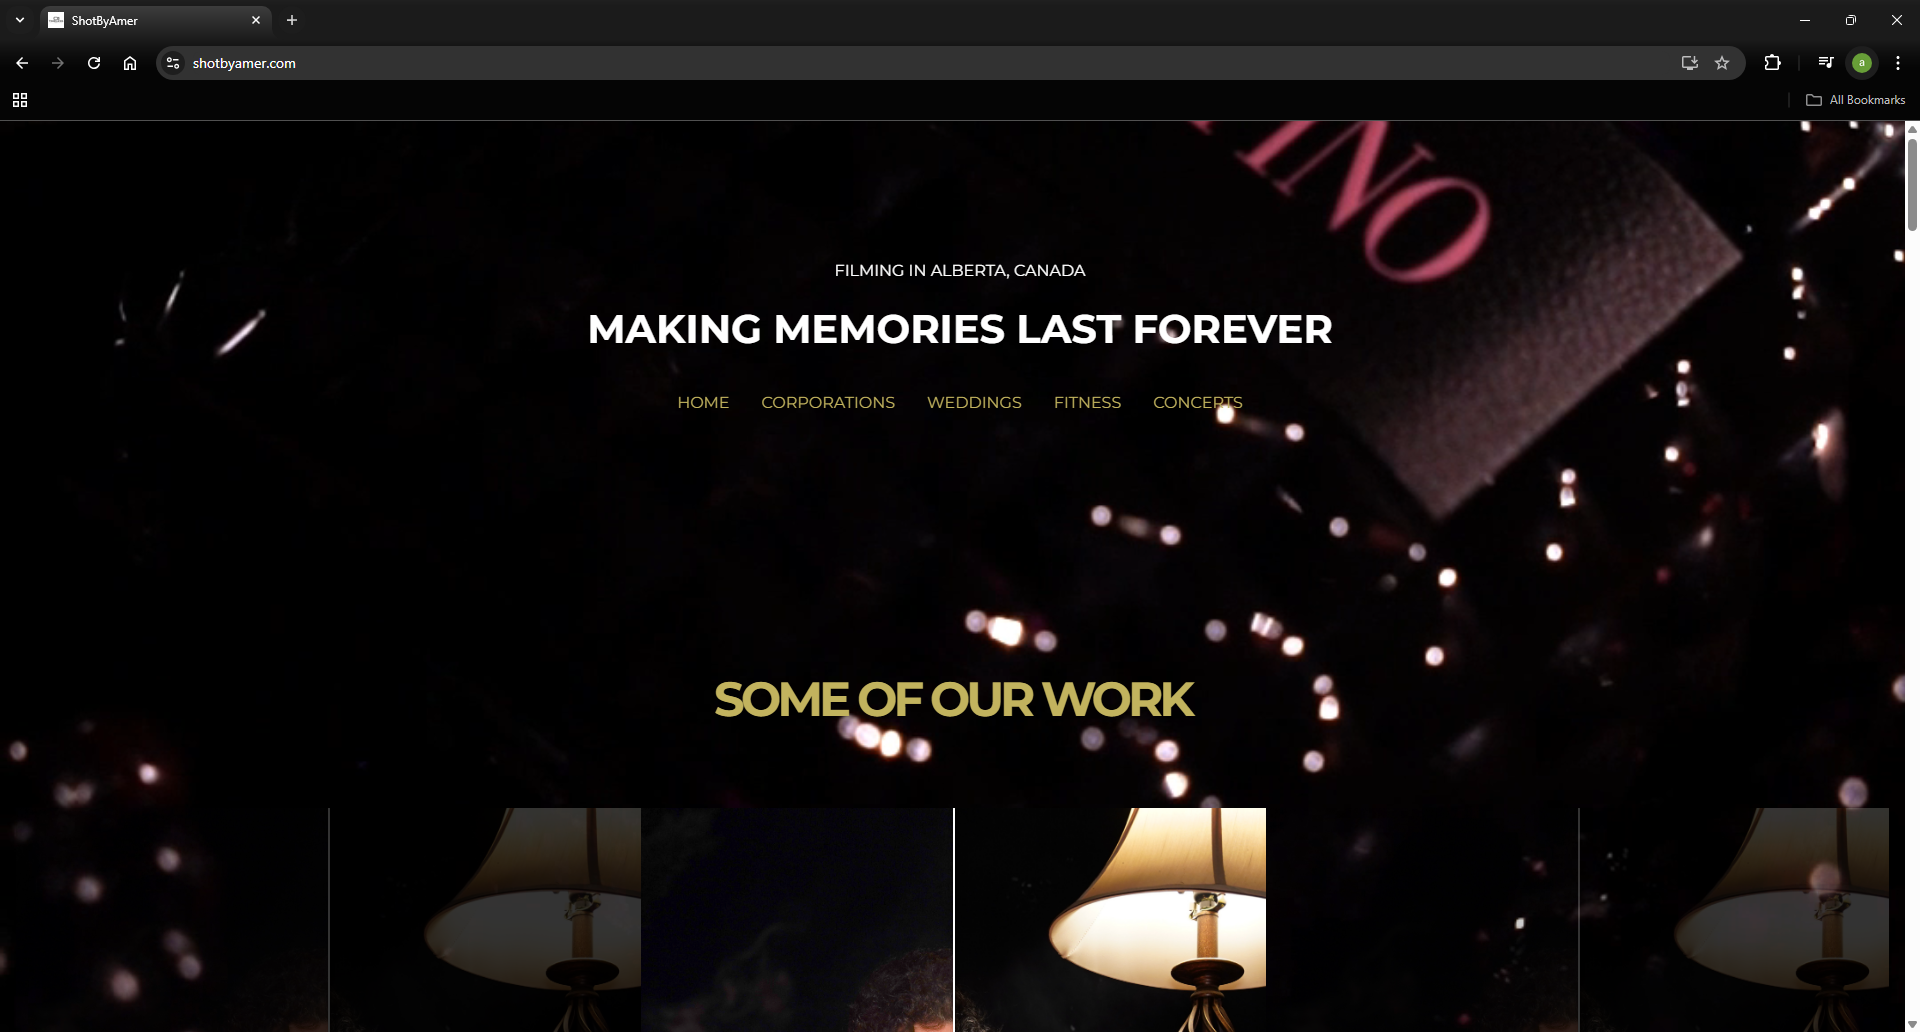 ShotByAmer
shotbyamer.com
a
All Bookmarks
INO
FILMING IN ALBERTA, CANADA
MAKING MEMORIES LAST FOREVER
HOME CORPORATIONS WEDDINGS FITNESS CONCERTS
SOME OF OUR WORK